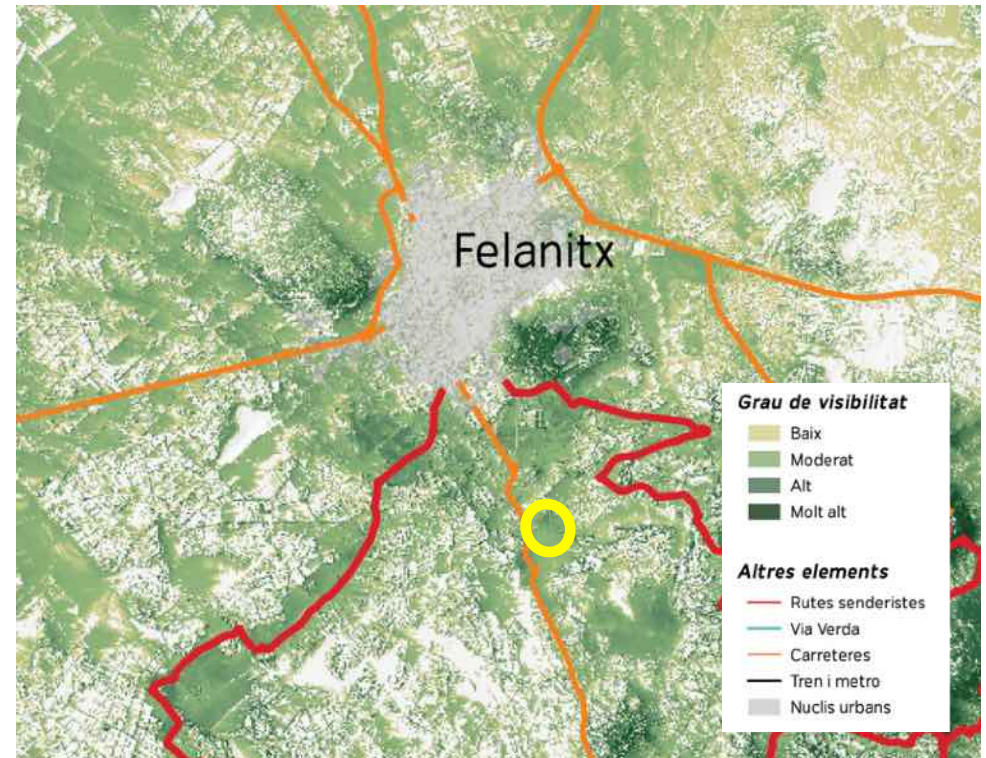 Felanitx
Grau de visibilitat
Baix
Moderat
Alt
Molt alt
Altres elements
Rutes senderistes
Via Verda
Carreteres
Tren i metro
Nuclis urbans